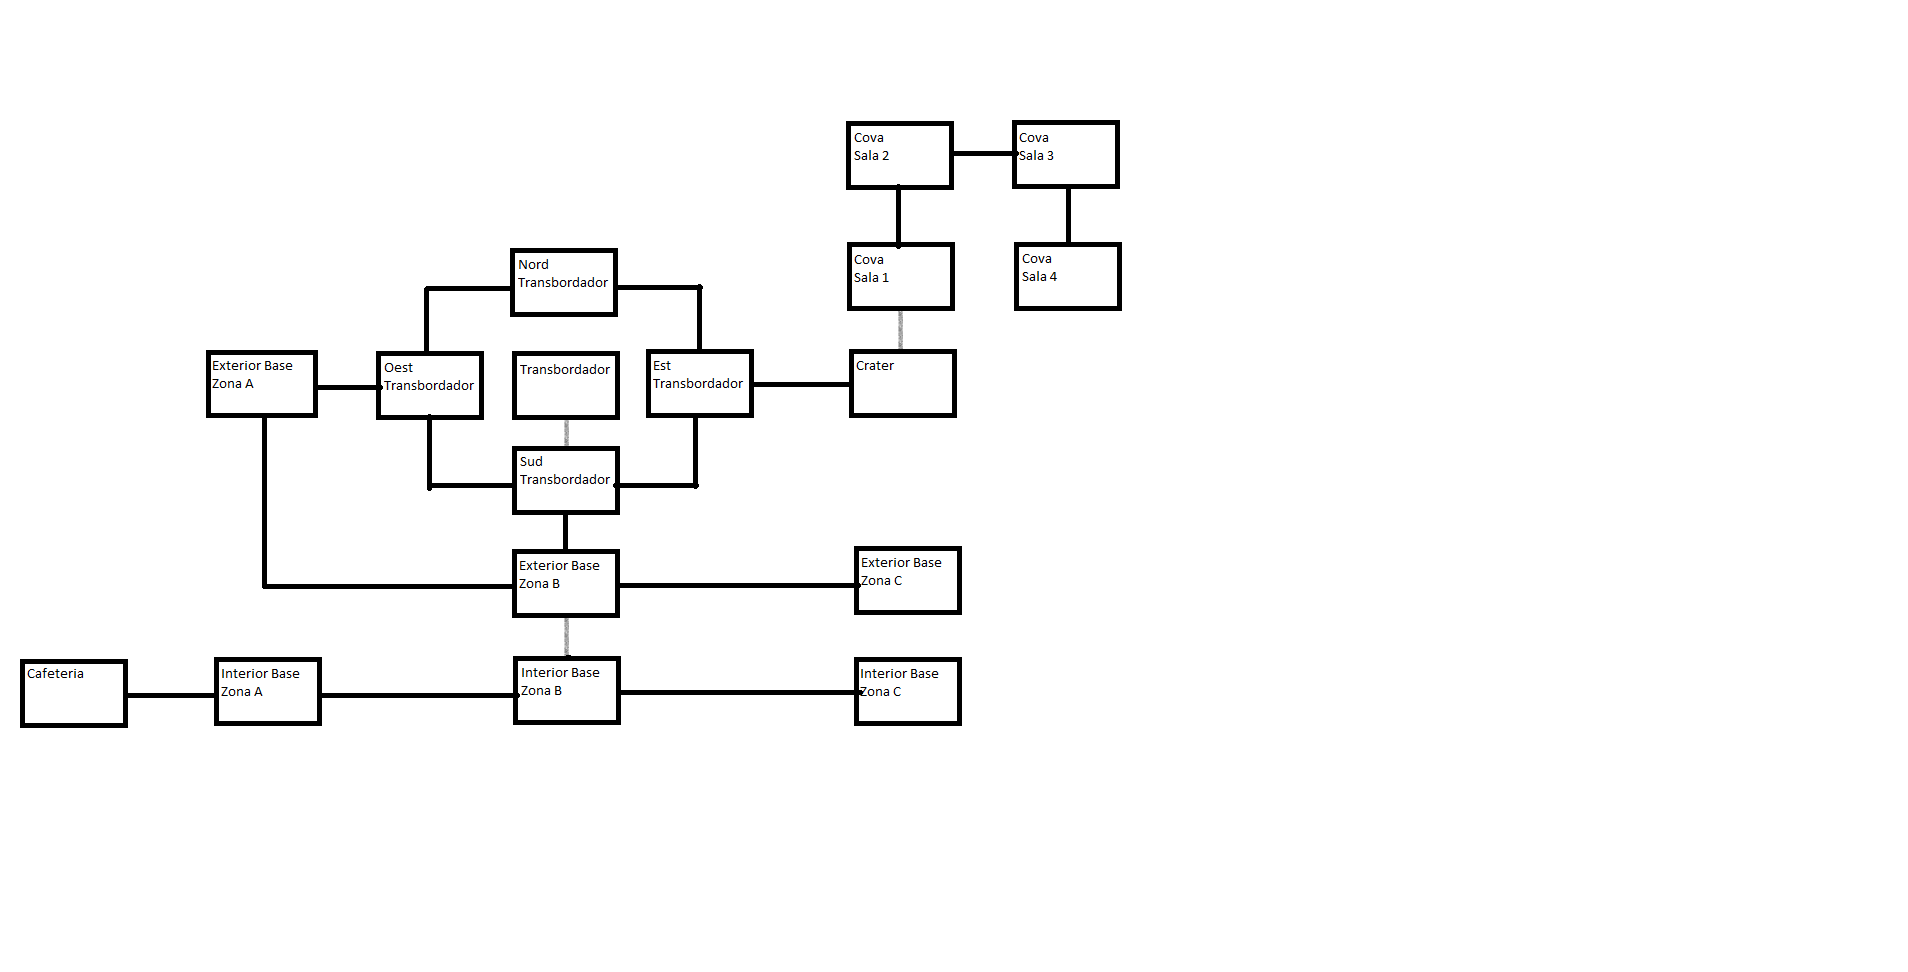 Cova
Sala 2
Cova
Sala 3
Cova
Sala 1
Cova
Sala 4
Nord
Transbordador
Exterior Base
Zona A
Oest
Transbordador
Transbordador
Est
Transbordador
Crater
Sud
Transbordador
Exterior Base
Zona B
Exterior Base
Zona C
Cafeteria
Interior Base
Zona A
Interior Base
Zona B
Interior Base
Zona C